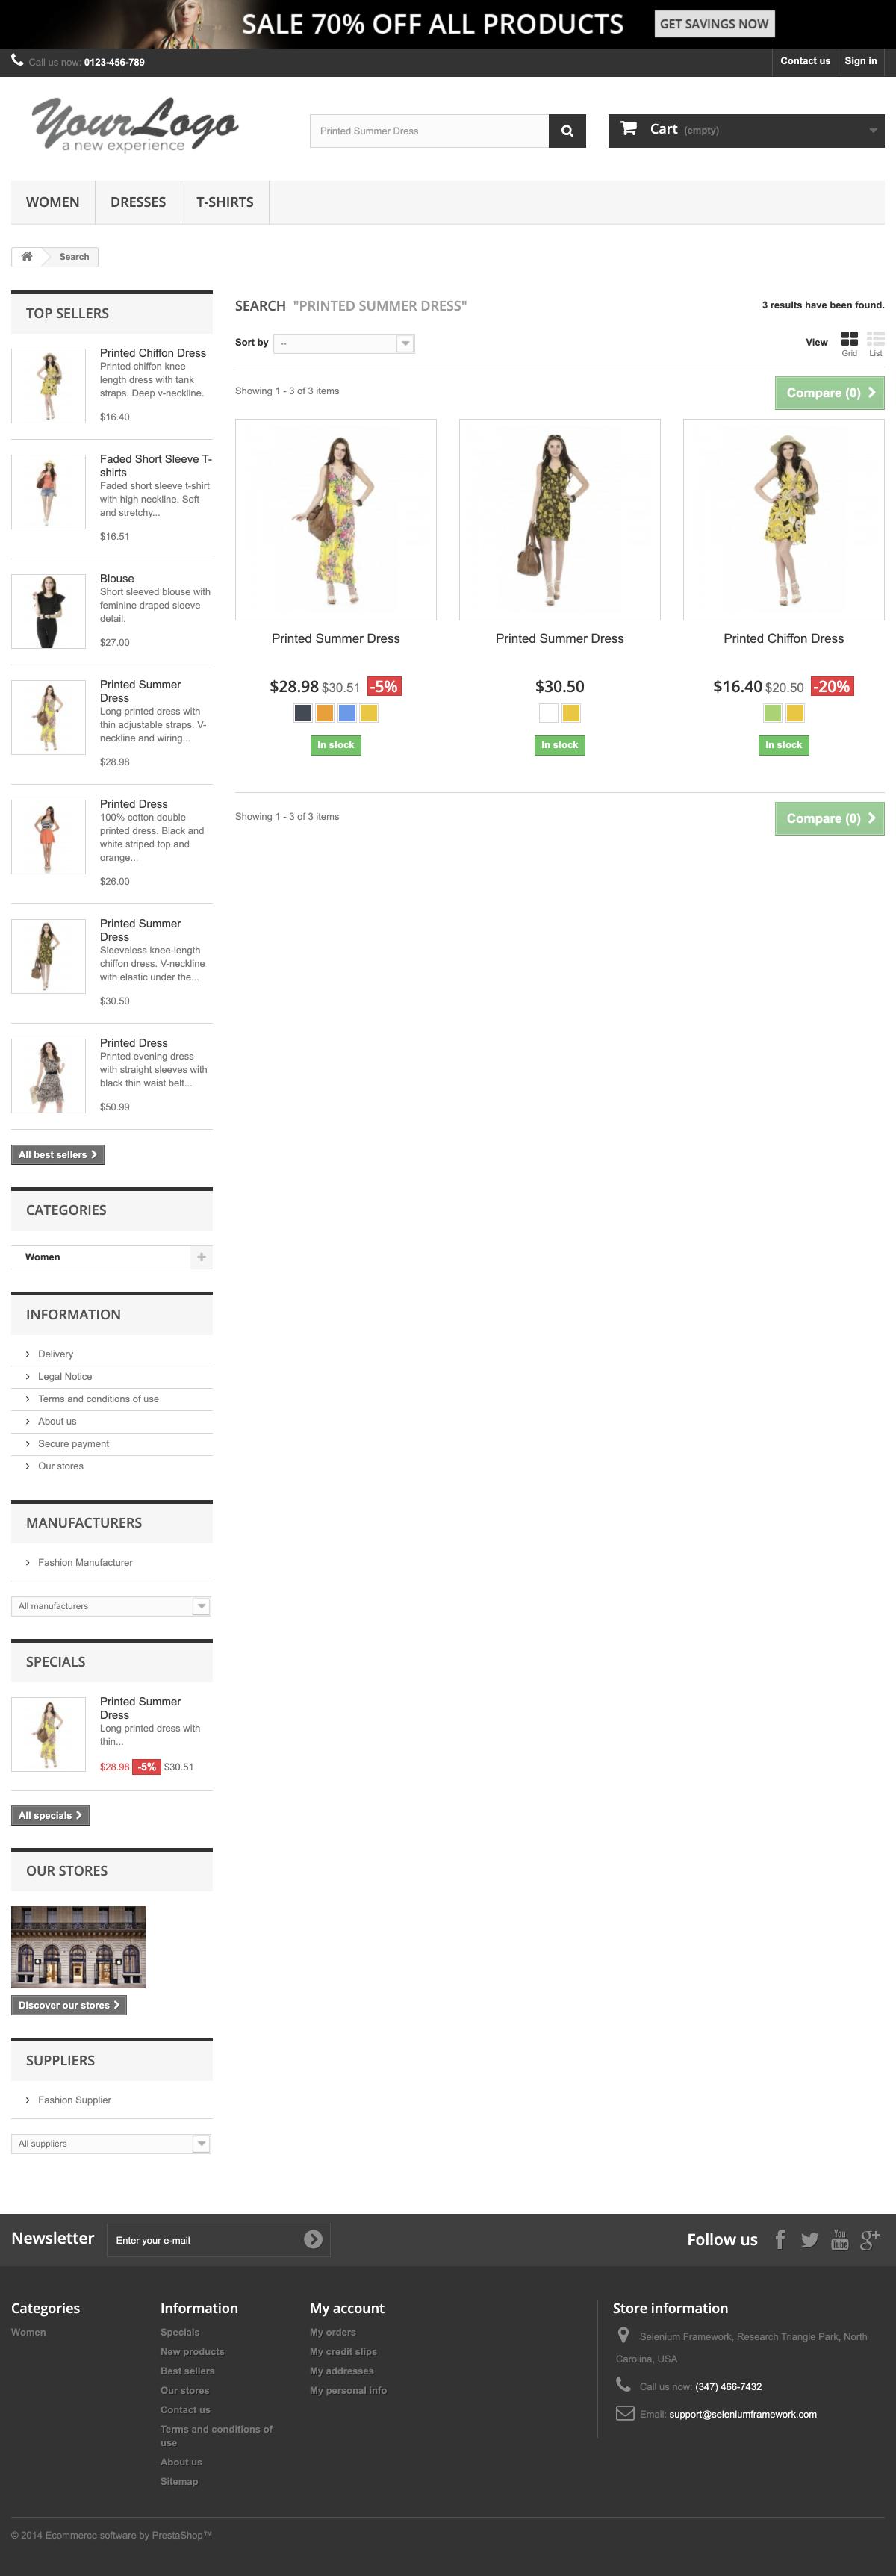 SALE 70% OFF ALL PRODUCTS
GET SAVINGS NOW
Call us now: 0123-456-789
Contact us
Sign in
YourLogo
a new experience
Printed Summer Dress
Cart (empty)
WOMEN
DRESSES
T-SHIRTS
Search
TOP SELLERS
Printed Chiffon Dress
Printed chiffon knee
length dress with tank
straps. Deep v-neckline.
$16.40
Faded Short Sleeve T-
shirts
Faded short sleeve t-shirt
with high neckline. Soft
and stretchy...
$16.51
Blouse
Short sleeved blouse with
feminine draped sleeve
detail.
$27.00
Printed Summer
Dress
Long printed dress with
thin adjustable straps. V-
neckline and wiring...
$28.98
Printed Dress
100% cotton double
printed dress. Black and
white striped top and
orange...
$26.00
Printed Summer
Dress
Sleeveless knee-length
chiffon dress. V-neckline
with elastic under the...
$30.50
Printed Dress
Printed evening dress
with straight sleeves with
black thin waist belt...
$50.99
All best sellers
CATEGORIES
Women
INFORMATION
Delivery
Legal Notice
Terms and conditions of use
About us
Secure payment
Our stores
MANUFACTURERS
Fashion Manufacturer
All manufacturers
SPECIALS
Printed Summer
Dress
Long printed dress with
thin...
$28.98 -5% $30.51
All specials
OUR STORES
Discover our stores
SUPPLIERS
Fashion Supplier
All suppliers
SEARCH "PRINTED SUMMER DRESS"
3 results have been found.
Sort by --
View
Grid
List
Showing 1 - 3 of 3 items
Compare (0)
Printed Summer Dress
$28.98 $30.51 -5%
In stock
Printed Summer Dress
$30.50
In stock
Printed Chiffon Dress
$16.40 $20.50 -20%
In stock
Showing 1 - 3 of 3 items
Compare (0)
Newsletter
Enter your e-mail
Follow us
You
Tube
g+
Categories
Women
Information
Specials
New products
Best sellers
Our stores
Contact us
Terms and conditions of
use
About us
Sitemap
My account
My orders
My credit slips
My addresses
My personal info
Store information
Selenium Framework, Research Triangle Park, North
Carolina, USA
Call us now: (347) 466-7432
Email: support@seleniumframework.com
© 2014 Ecommerce software by PrestaShop™